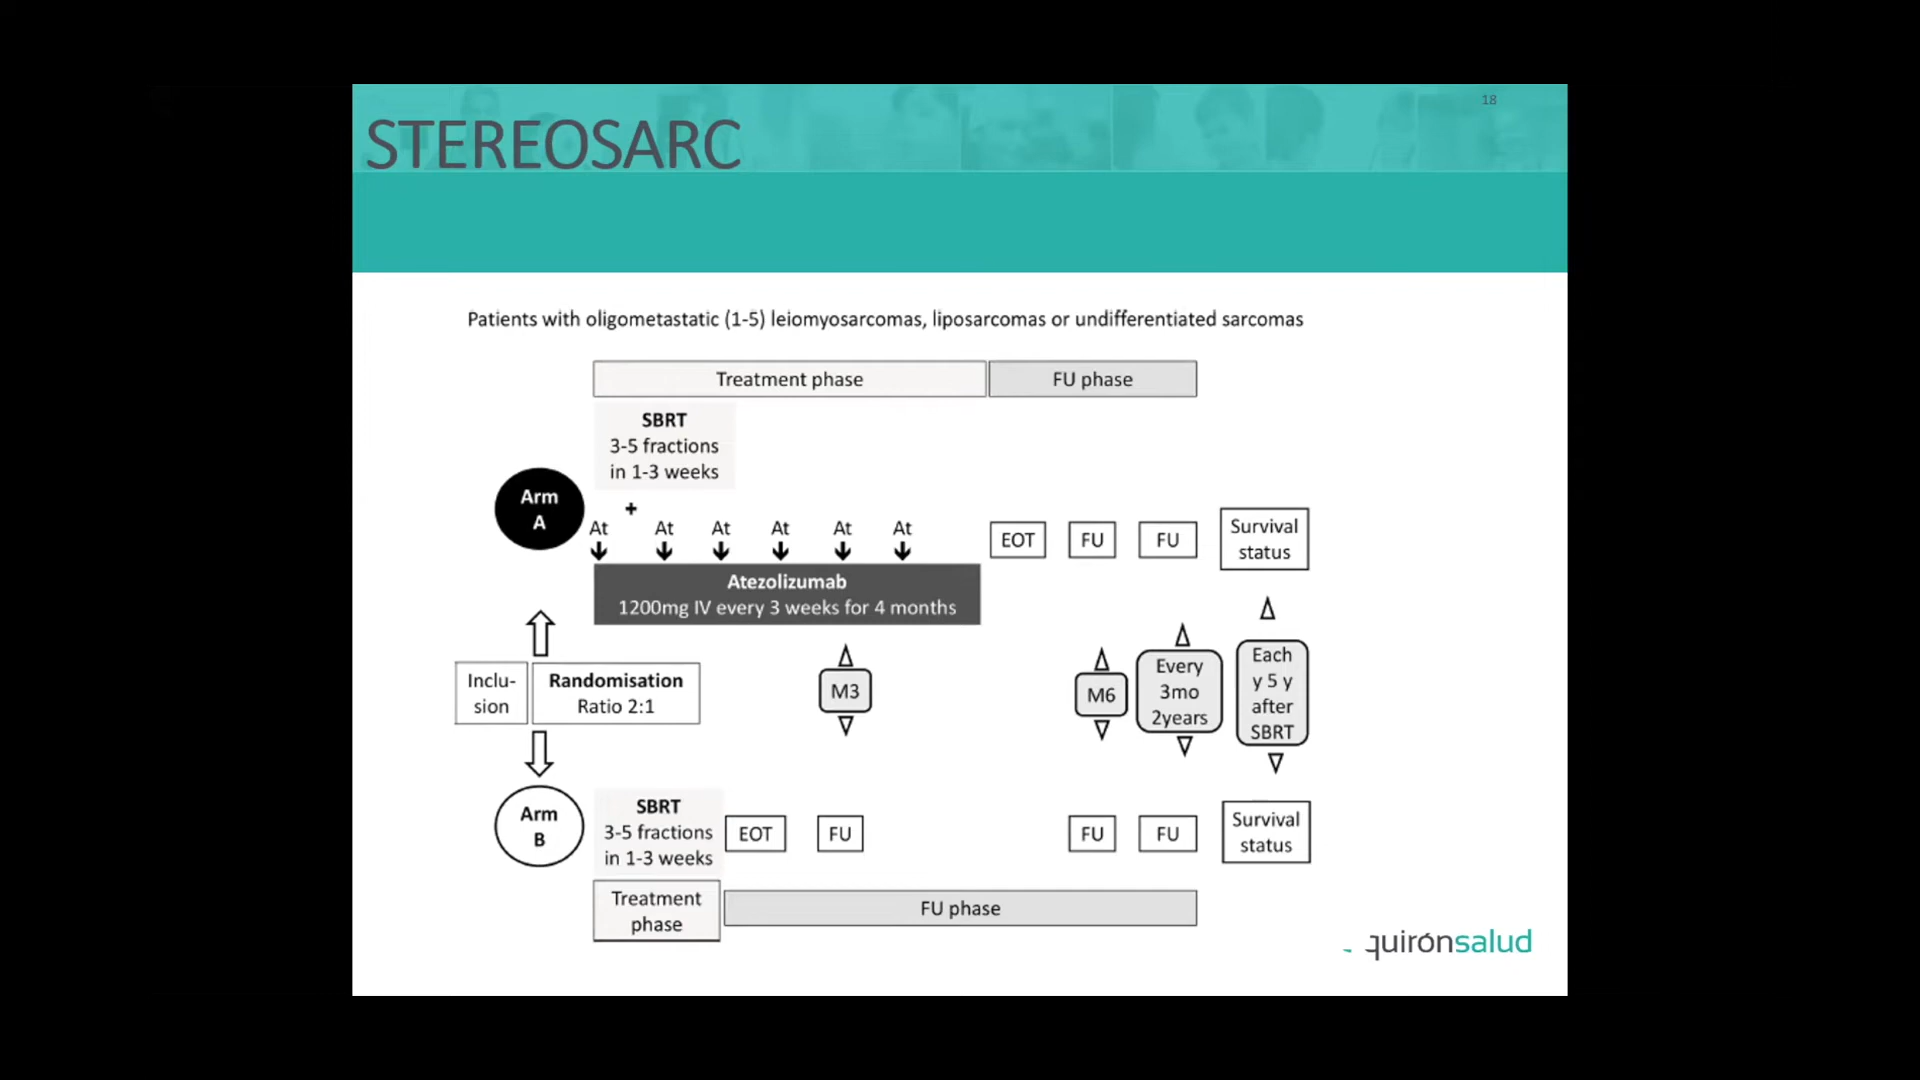 18
STEREOSARC
Patients with oligometastatic (1-5) leiomyosarcomas, liposarcomas or undifferentiated sarcomas
Treatment phase
FU phase
SBRT
3-5 fractions
in 1-3 weeks
Arm
A
+
At At At At At At
Atezolizumab
1200mg IV every 3 weeks for 4 months
EOT
FU
FU
Survival
status
Inclu-
sion
Randomisation
Ratio 2:1
M3
M6
Every
3mo
2years
Each
y 5 y
after
SBRT
Arm
B
SBRT
3-5 fractions
in 1-3 weeks
EOT
FU
FU
FU
Survival
status
Treatment
phase
FU phase
quirónsalud